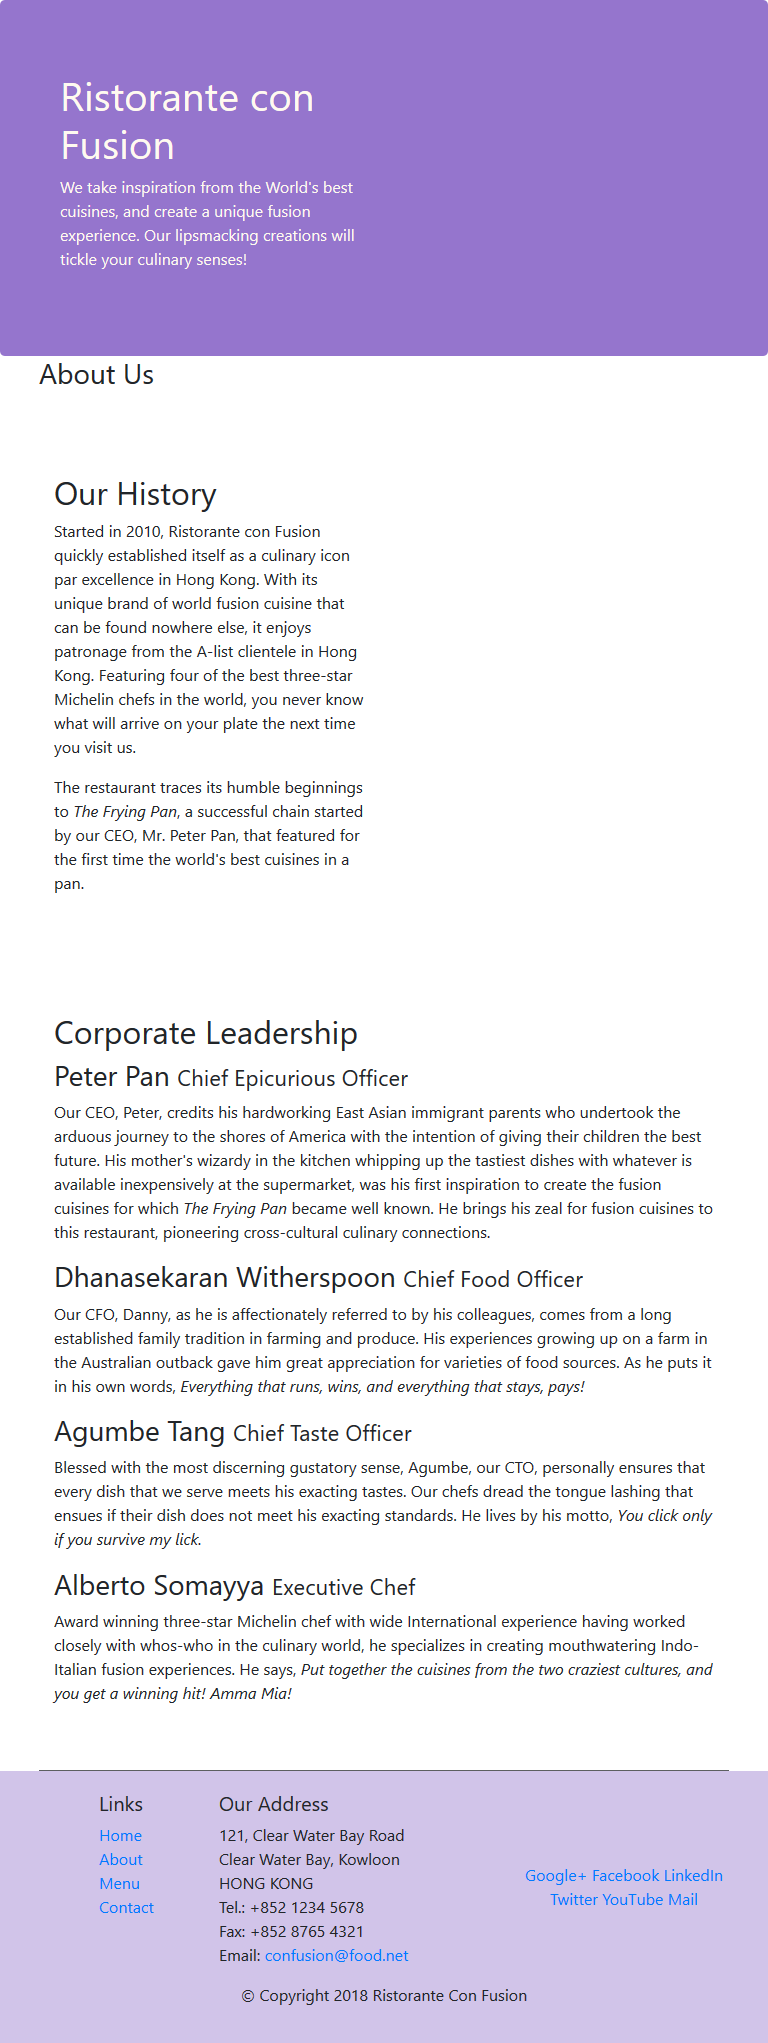 Ristorante con
Fusion
We take inspiration from the World's best
cuisines, and create a unique fusion
experience. Our lipsmacking creations will
tickle your culinary senses!
About Us
Our History
Started in 2010, Ristorante con Fusion
quickly established itself as a culinary icon
par excellence in Hong Kong. With its
unique brand of world fusion cuisine that
can be found nowhere else, it enjoys
patronage from the A-list clientele in Hong
Kong. Featuring four of the best three-star
Michelin chefs in the world, you never know
what will arrive on your plate the next time
you visit us.
The restaurant traces its humble beginnings
to The Frying Pan, a successful chain started
by our CEO, Mr. Peter Pan, that featured for
the first time the world's best cuisines in a
pan.
Corporate Leadership
Peter Pan Chief Epicurious Officer
Our CEO, Peter, credits his hardworking East Asian immigrant parents who undertook the
arduous journey to the shores of America with the intention of giving their children the best
future. His mother's wizardy in the kitchen whipping up the tastiest dishes with whatever is
available inexpensively at the supermarket, was his first inspiration to create the fusion
cuisines for which The Frying Pan became well known. He brings his zeal for fusion cuisines to
this restaurant, pioneering cross-cultural culinary connections.
Dhanasekaran Witherspoon Chief Food Officer
Our CFO, Danny, as he is affectionately referred to by his colleagues, comes from a long
established family tradition in farming and produce. His experiences growing up on a farm in
the Australian outback gave him great appreciation for varieties of food sources. As he puts it
in his own words, Everything that runs, wins, and everything that stays, pays!
Agumbe Tang Chief Taste Officer
Blessed with the most discerning gustatory sense, Agumbe, our CTO, personally ensures that
every dish that we serve meets his exacting tastes. Our chefs dread the tongue lashing that
ensues if their dish does not meet his exacting standards. He lives by his motto, You click only
if you survive my lick.
Alberto Somayya Executive Chef
Award winning three-star Michelin chef with wide International experience having worked
closely with whos-who in the culinary world, he specializes in creating mouthwatering Indo-
Italian fusion experiences. He says, Put together the cuisines from the two craziest cultures, and
you get a winning hit! Amma Mia!
Links
Home
About
Menu
Contact
Our Address
121, Clear Water Bay Road
Clear Water Bay, Kowloon
HONG KONG
Tel.: +852 1234 5678
Fax: +852 8765 4321
Email: confusion@food.net
Google+ Facebook LinkedIn
Twitter YouTube Mail
© Copyright 2018 Ristorante Con Fusion